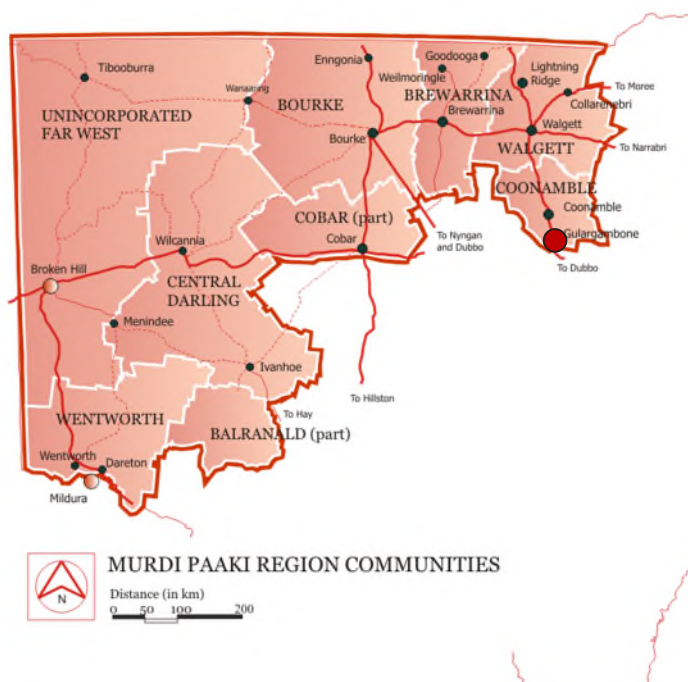 Enngonia
Goodooga
Tibooburra
Weilmoringle
Lightning
Ridge
To Moree
Wanaaring
BOURKE
BREWARRINA
Collarenebri
UNINCORPORATED
FAR WEST
Brewarrina
Walgett
Bourke
WALGETT
To Narrabri
COONAMBLE
COBAR (part)
Coonamble
To Nyngan
and Dubbo
Gulargambone
Wilcannia
Cobar
To Dubbo
Broken Hill
CENTRAL
DARLING
Menindee
Ivanhoe
To Hillston
To Hay
WENTWORTH
BALRANALD (part)
Wentworth
Dareton
Mildura
MURDI PAAKI REGION COMMUNITIES
Distance (in km)
0 50 100 200
N